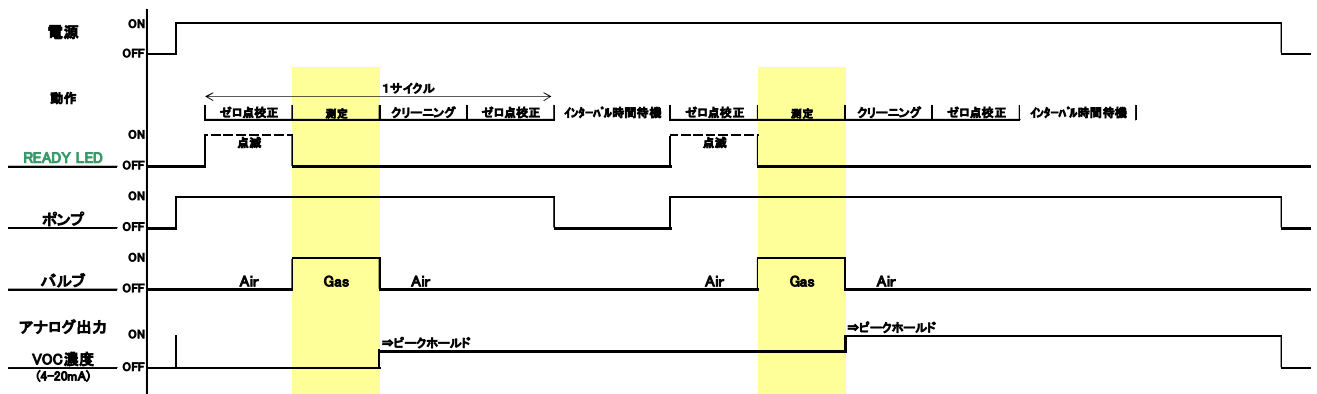 電源
ON
OFF
動作
1サイクル
ゼロ点校正 測定 クリーニング ゼロ点校正 インターバル時間待機 ゼロ点校正 測定 クリーニング ゼロ点校正 インターバル時間待機
READY LED
ON
OFF
点滅 点滅
ポンプ
ON
OFF
バルブ
ON
OFF
Air Gas Air Air Gas Air
アナログ出力
ON
⇒ピークホールド ⇒ピークホールド
VOC濃度
OFF
(4-20mA)